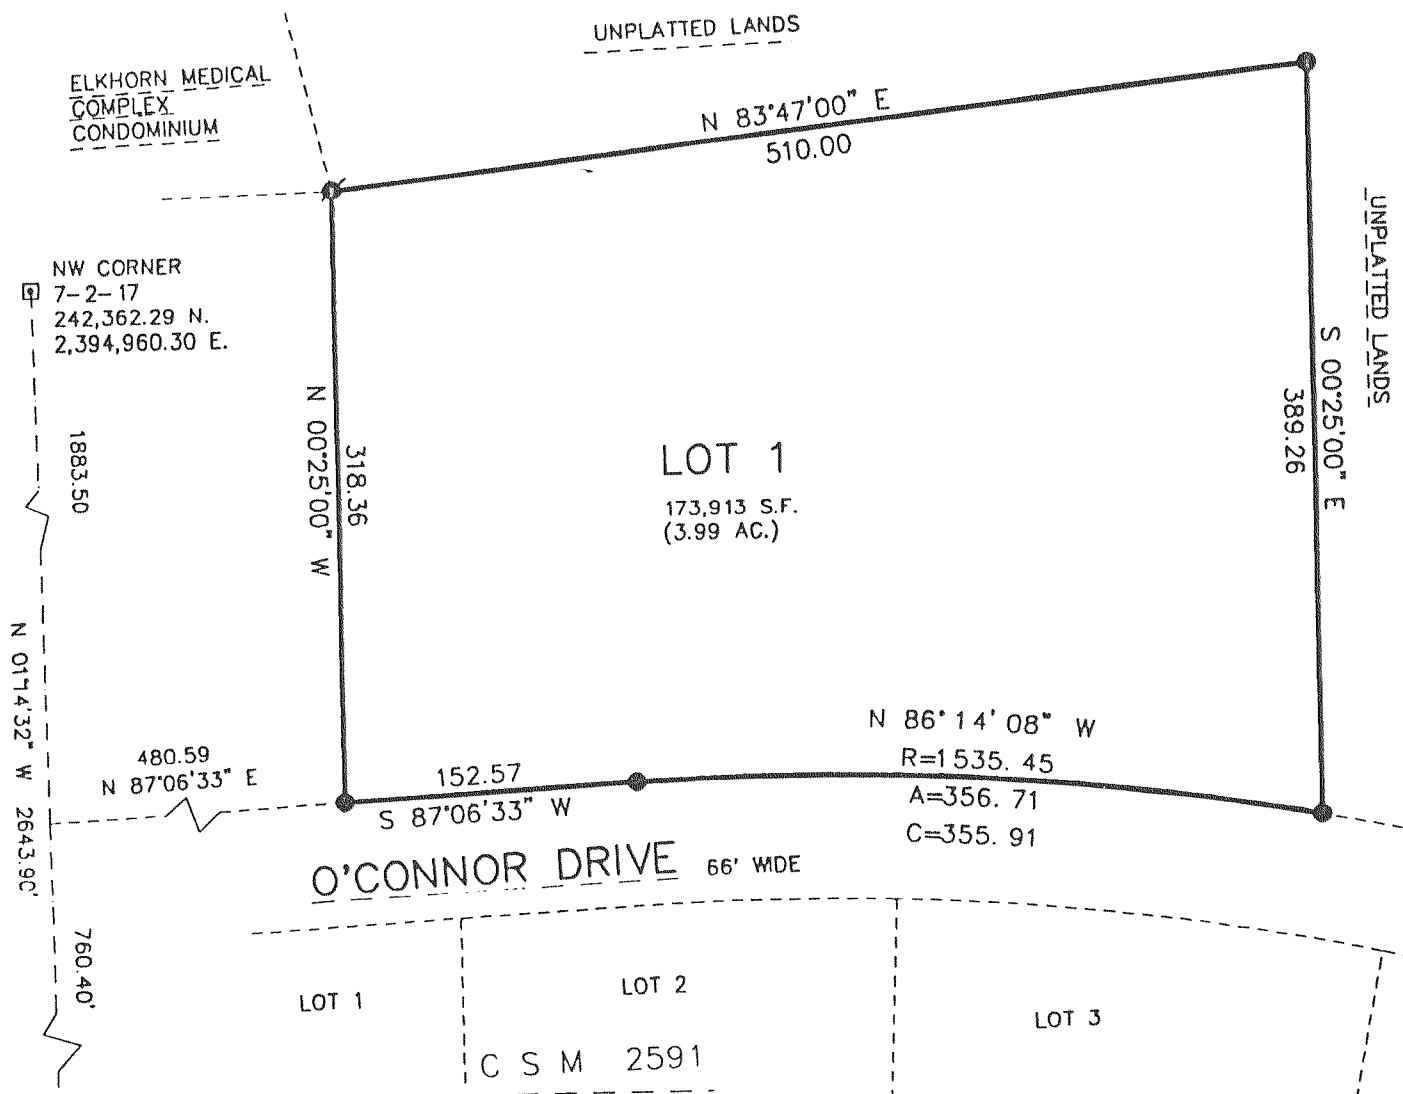 UNPLATTED LANDS
ELKHORN MEDICAL
COMPLEX
CONDOMINIUM
N 83°47'00" E
510.00
NW CORNER
7-2-17
242,362.29 N.
2,394,960.30 E.
UNPLATTED LANDS
S 00°25'00" E
389.26
N 00°25'00" W
318.36
1883.50
LOT 1
173,913 S.F.
(3.99 AC.)
N 01°14'32" W 2643.90'
N 86°14'08" W
R=1535.45
A=356.71
C=355.91
480.59
N 87°06'33" E
152.57
S 87°06'33" W
O'CONNOR DRIVE 66' WIDE
760.40'
LOT 1
LOT 2
LOT 3
C S M 2591